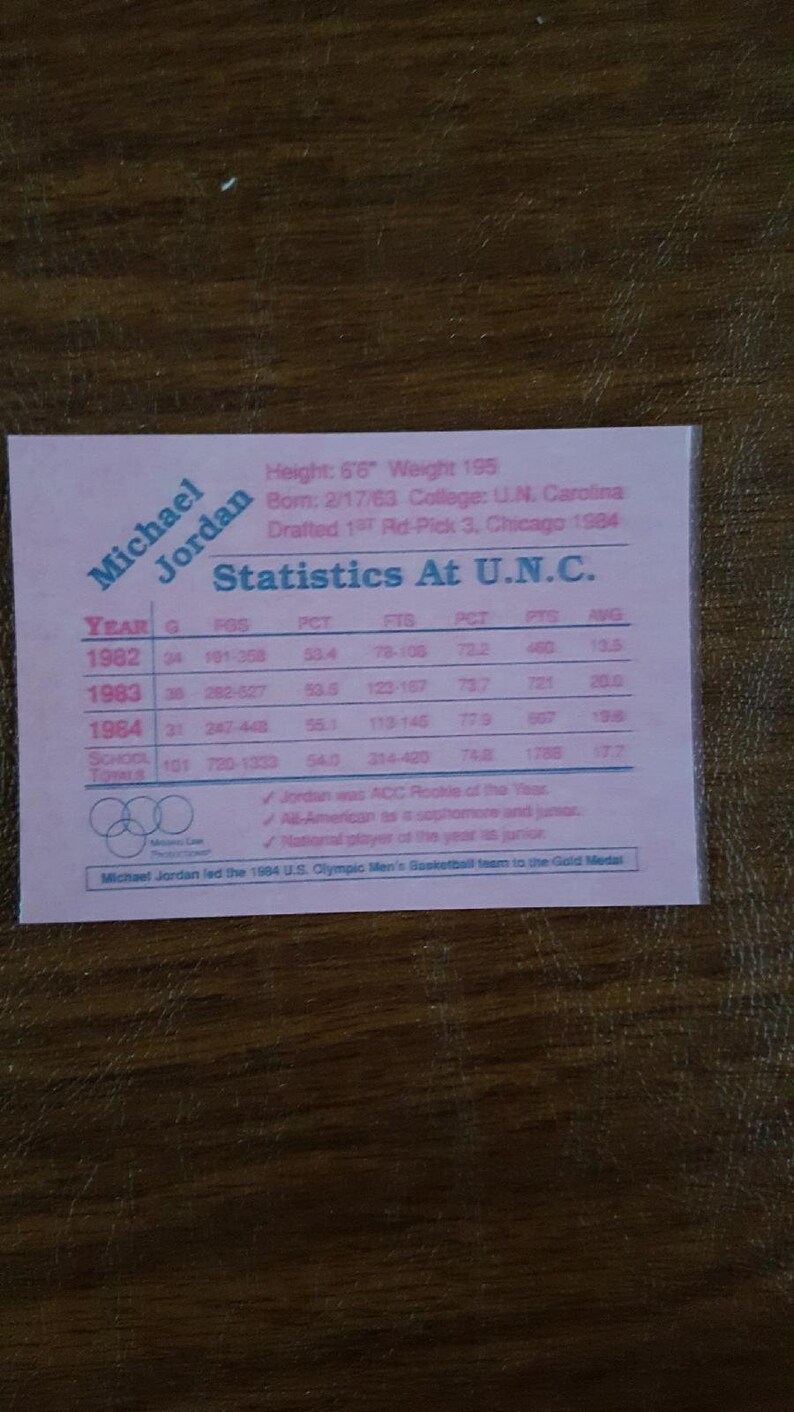 Michael
Jordan
Height: 6'6" Weight 195
Born: 2/17/63 College: U.N. Carolina
Drafted 1ST Rd-Pick 3, Chicago 1984
Statistics At U.N.C.
YEAR G FGS PCT FTS PCT PTS AVG
1982 34 191-358 53.4 78-108 72.2 460 13.5
1983 36 282-527 53.5 123-167 73.7 721 20.0
1984 31 247-448 55.1 113-145 77.9 607 19.6
SCHOOL TOTALS 101 720-1333 54.0 314-420 74.8 1788 17.7
✓ Jordan was ACC Rookie of the Year.
✓ All-American as a sophomore and junior.
✓ National player of the year as junior.
Productions
Michael Jordan led the 1984 U.S. Olympic Men's Basketball team to the Gold Medal